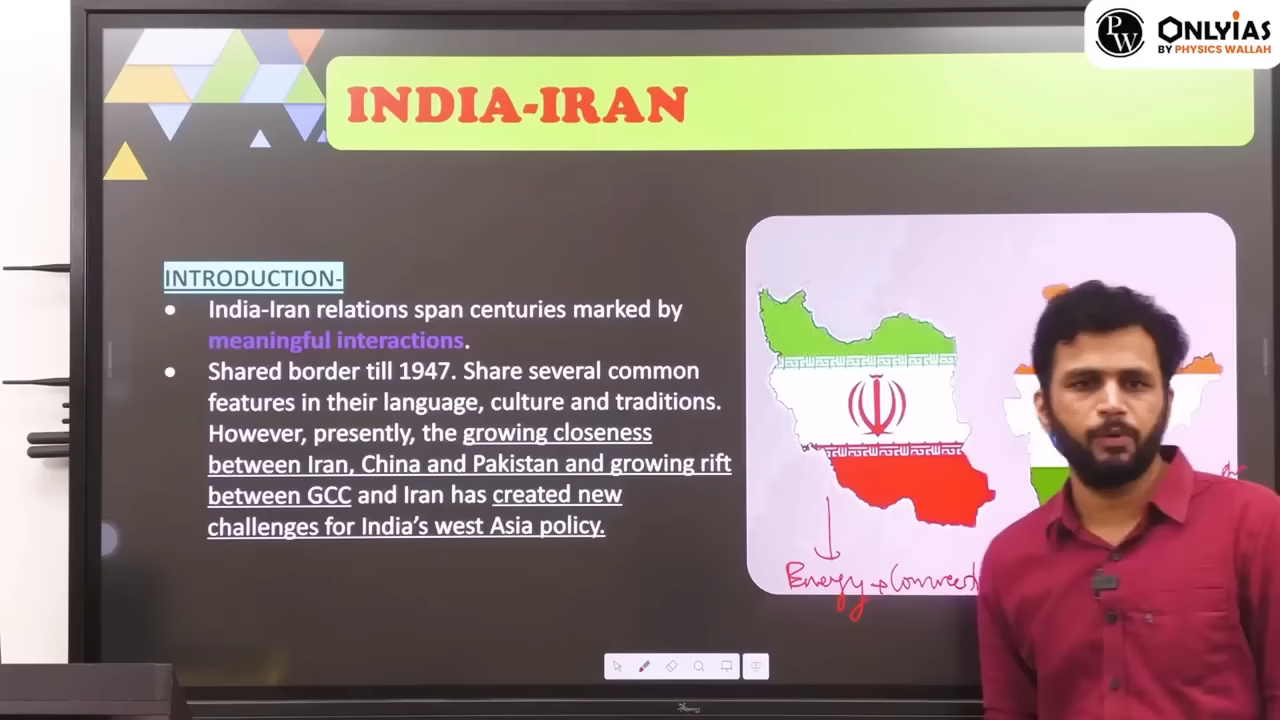 PW
ONLYIAS
BY PHYSICS WALLAH
INDIA-IRAN
INTRODUCTION-
● India-Iran relations span centuries marked by
meaningful interactions.
● Shared border till 1947. Share several common
features in their language, culture and traditions.
However, presently, the growing closeness
between Iran, China and Pakistan and growing rift
between GCC and Iran has created new
challenges for India's west Asia policy.
Energy +